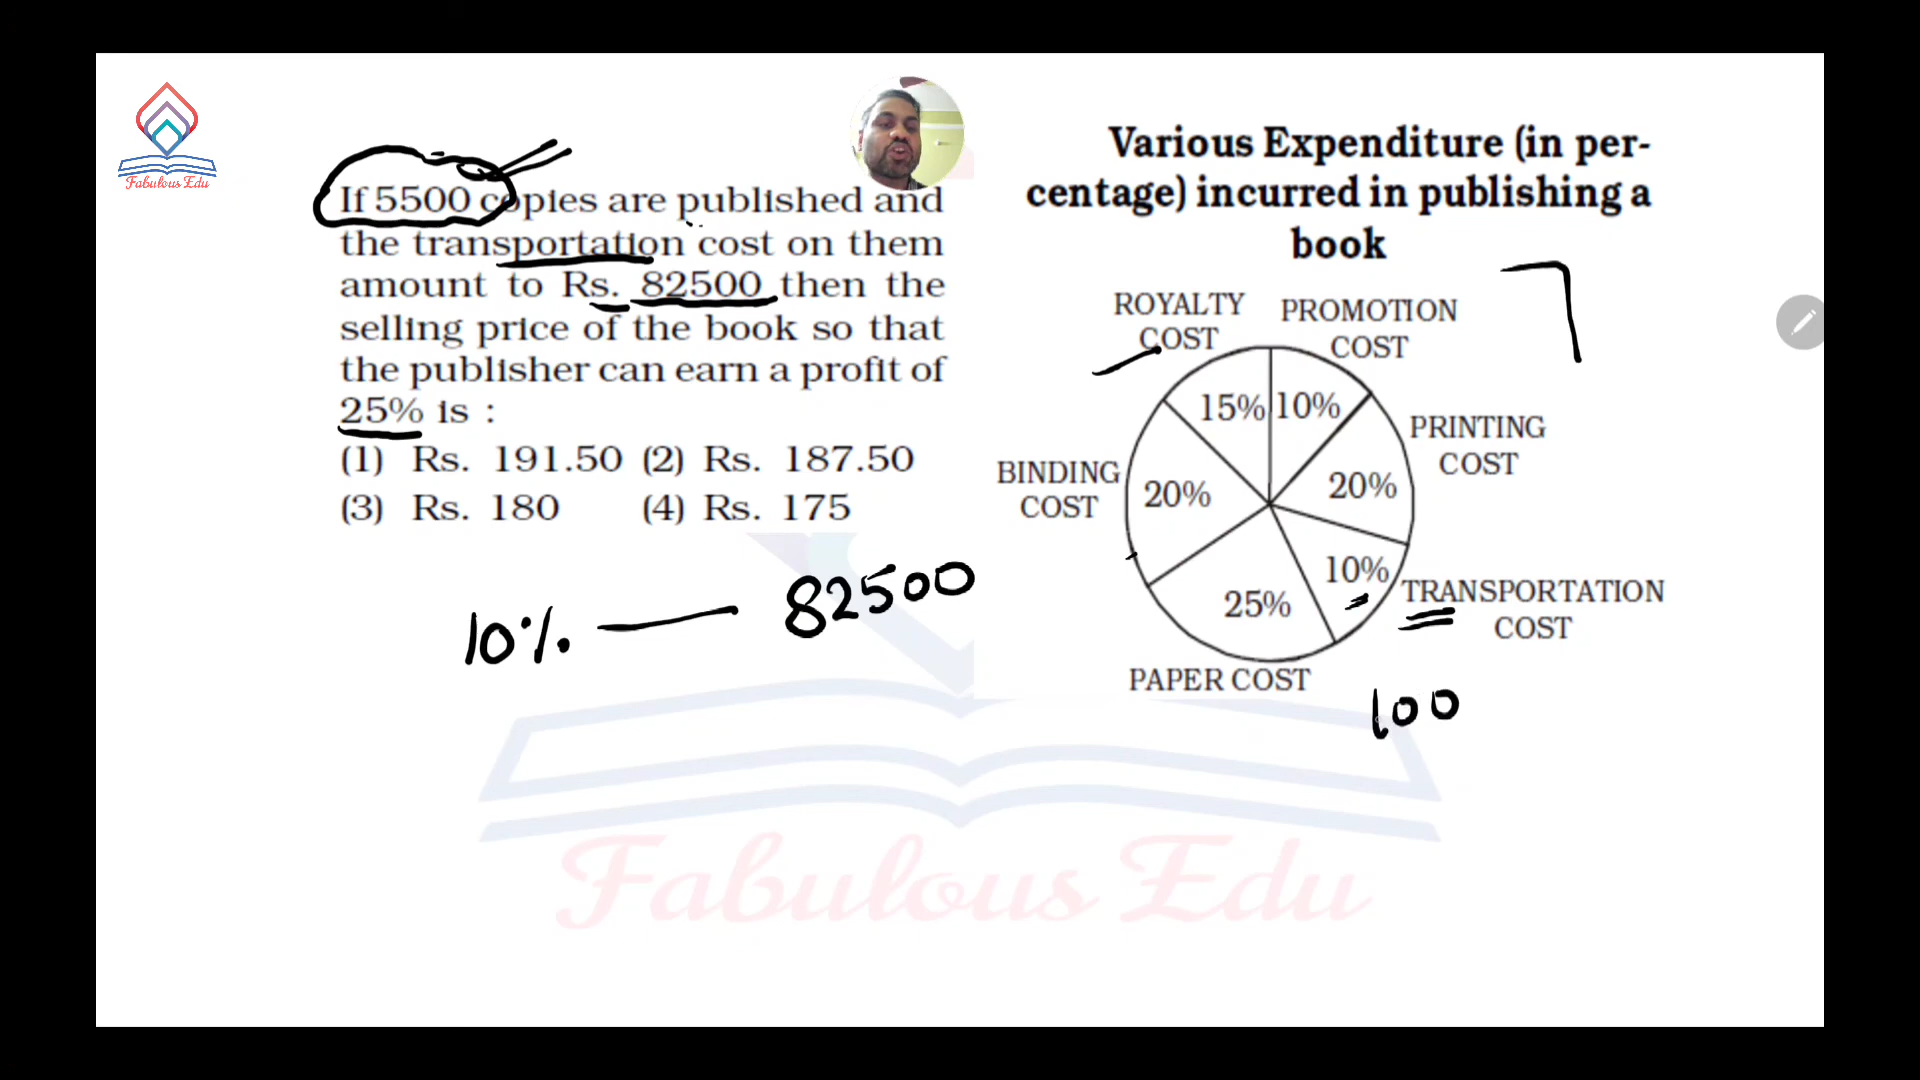 Fabulous Edu
If 5500 copies are published and
the transportation cost on them
amount to Rs. 82500 then the
selling price of the book so that
the publisher can earn a profit of
25% is :
(1) Rs. 191.50 (2) Rs. 187.50
(3) Rs. 180 (4) Rs. 175
10% — 82500
Various Expenditure (in per-
centage) incurred in publishing a
book
ROYALTY
COST
PROMOTION
COST
15%
10%
PRINTING
COST
20%
BINDING
COST
20%
10%
TRANSPORTATION
COST
25%
PAPER COST
100
Fabulous Edu